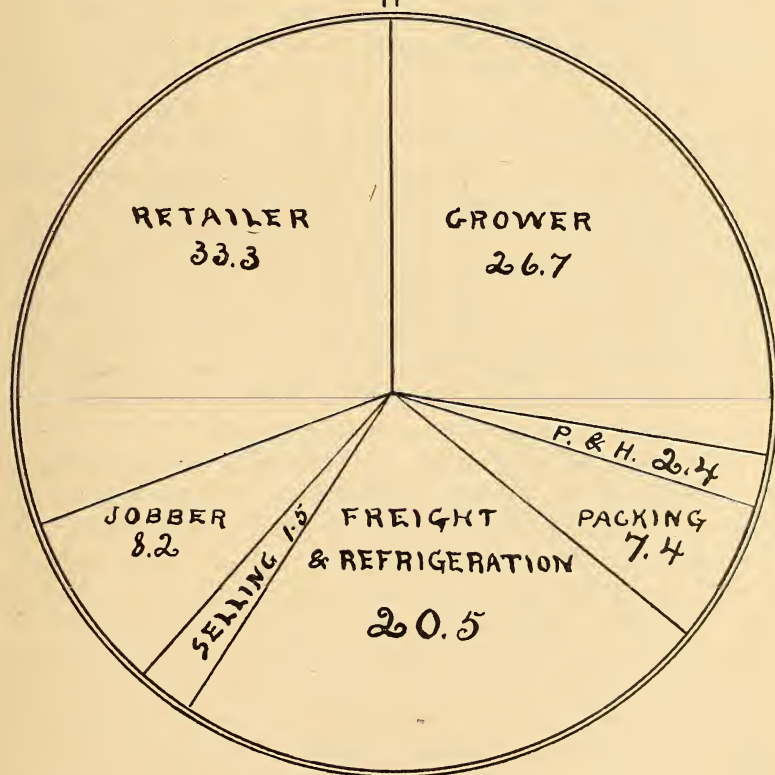 RETAILER
33.3
GROWER
26.7
P. & H. 2.4
PACKING
7.4
FREIGHT
& REFRIGERATION
20.5
SELLING 1.5
JOBBER
8.2